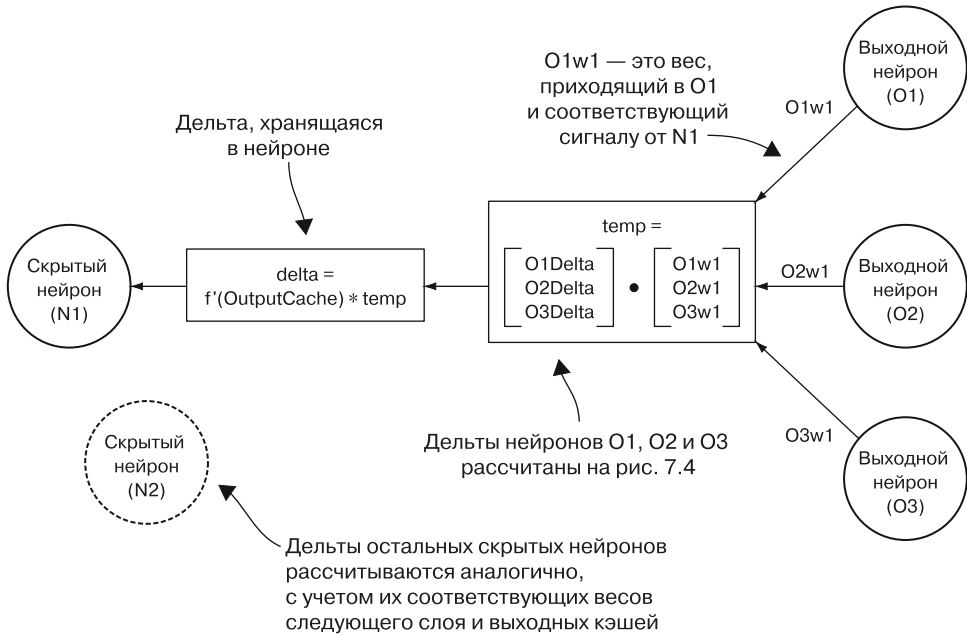 O1w1 — это вес,
приходящий в O1
и соответствующий
сигналу от N1
Выходной
нейрон
(O1)
O1w1
Дельта, хранящаяся
в нейроне
Скрытый
нейрон
(N1)
delta =
f'(OutputCache) * temp
temp =
O1Delta
O2Delta
O3Delta
•
O1w1
O2w1
O3w1
O2w1
Выходной
нейрон
(O2)
O3w1
Выходной
нейрон
(O3)
Дельты нейронов O1, O2 и O3
рассчитаны на рис. 7.4
Скрытый
нейрон
(N2)
Дельты остальных скрытых нейронов
рассчитываются аналогично,
с учетом их соответствующих весов
следующего слоя и выходных кэшей